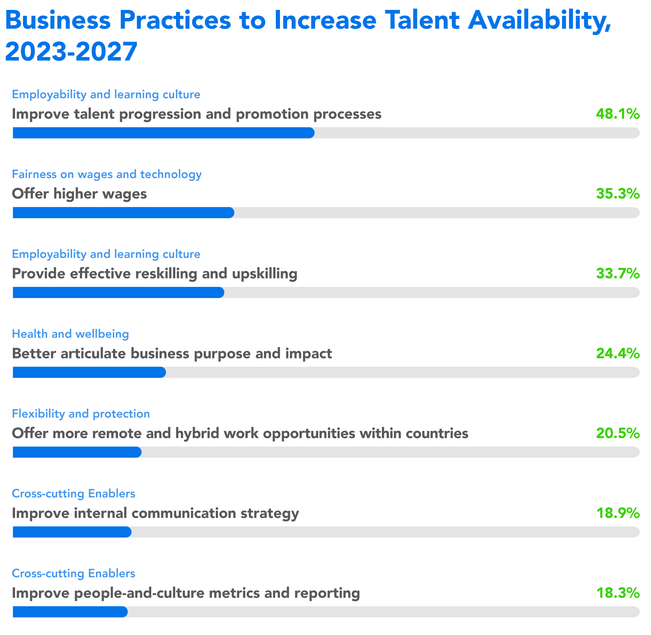 Business Practices to Increase Talent Availability,
2023-2027
Employability and learning culture
Improve talent progression and promotion processes 48.1%
Fairness on wages and technology
Offer higher wages 35.3%
Employability and learning culture
Provide effective reskilling and upskilling 33.7%
Health and wellbeing
Better articulate business purpose and impact 24.4%
Flexibility and protection
Offer more remote and hybrid work opportunities within countries 20.5%
Cross-cutting Enablers
Improve internal communication strategy 18.9%
Cross-cutting Enablers
Improve people-and-culture metrics and reporting 18.3%